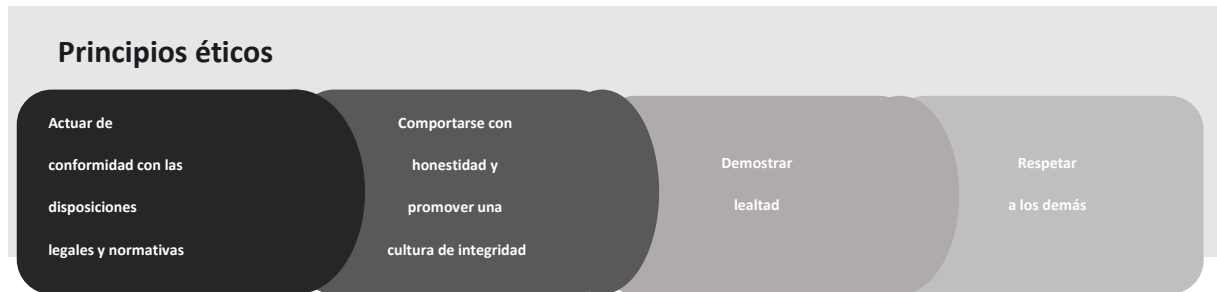 Principios éticos
Actuar de
conformidad con las
disposiciones
legales y normativas
Comportarse con
honestidad y
promover una
cultura de integridad
Demostrar
lealtad
Respetar
a los demás